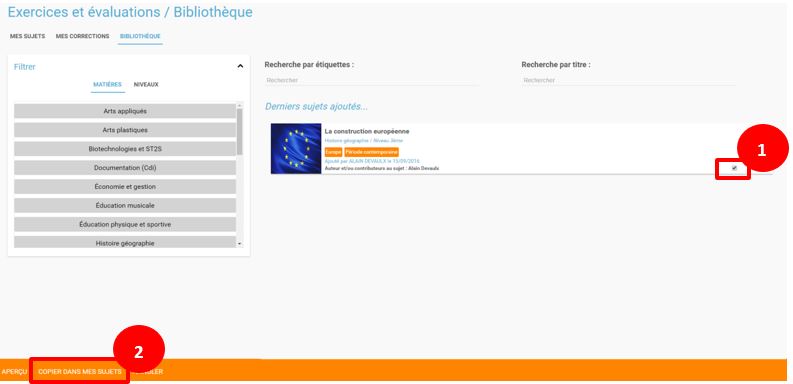 Exercices et évaluations / Bibliothèque
MES SUJETS MES CORRECTIONS BIBLIOTHÈQUE
Filtrer
MATIÈRES NIVEAUX
Arts appliqués
Arts plastiques
Biotechnologies et ST2S
Documentation (Cdi)
Économie et gestion
Éducation musicale
Éducation physique et sportive
Histoire géographie
Recherche par étiquettes :
Rechercher
Recherche par titre :
Rechercher
Derniers sujets ajoutés...
La construction européenne
Histoire géographie / Niveau 3ème
Europe Période contemporaine
Ajouté par ALAIN DEVAULX le 15/09/2016
Auteur et/ou contributeurs au sujet : Alain Devaulx
1
2
APERÇU COPIER DANS MES SUJETS